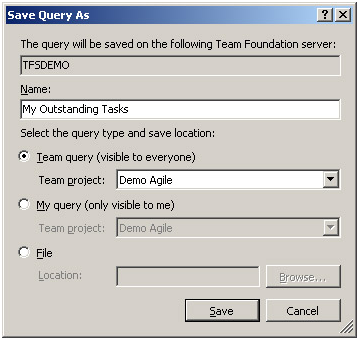 Save Query As
The query will be saved on the following Team Foundation server:
TFSDEMO
Name:
My Outstanding Tasks
Select the query type and save location:
Team query (visible to everyone)
Team project: Demo Agile
My query (only visible to me)
Team project: Demo Agile
File
Location: Browse...
Save Cancel